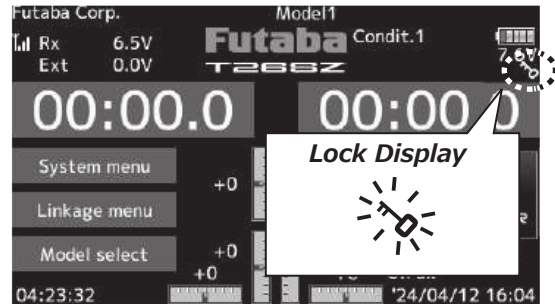 Futaba Corp.
Model1
Rx 6.5V
Ext 0.0V
Futaba
T26SZ
Condit.1
00:00.0
00:00.0
System menu
Linkage menu
Model select
+0
+0
+0
Lock Display
04:23:32
'24/04/12 16:04